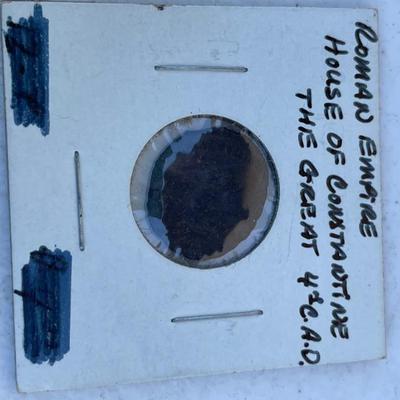 ROMAN EMPIRE
HOUSE OF CONSTANTINE
THE GREAT 4th C. A.D.